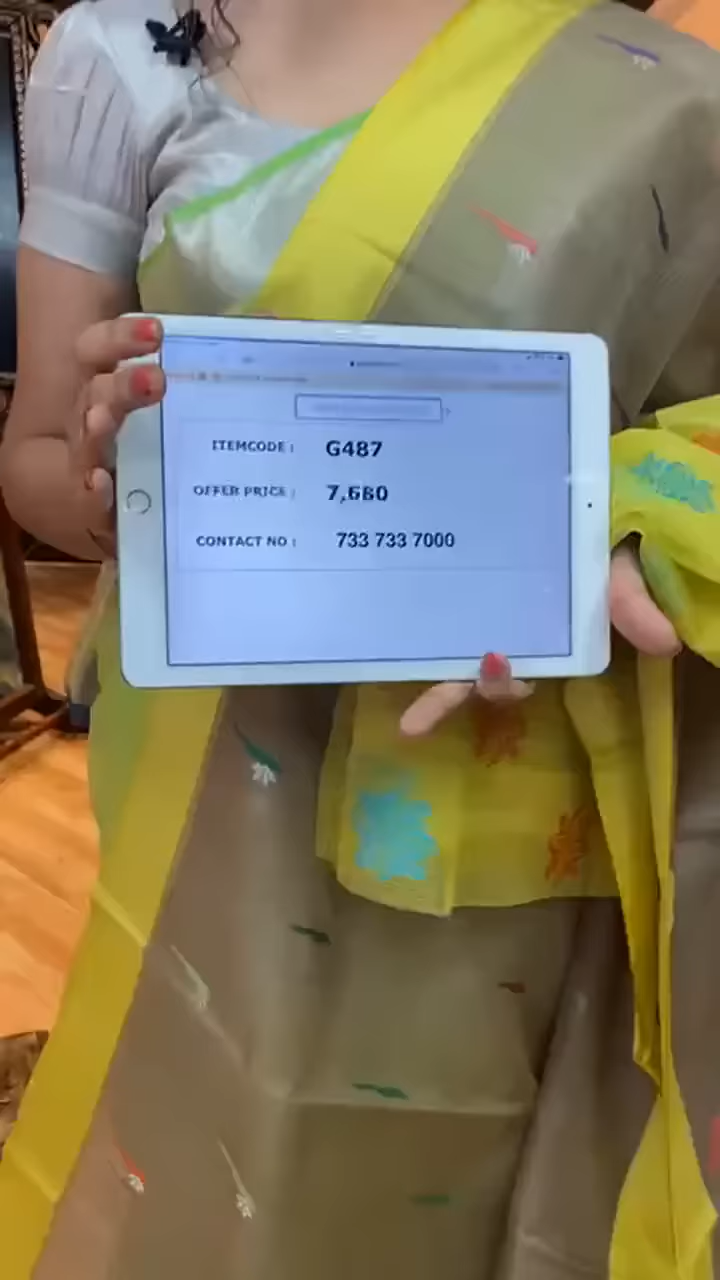 ITEMCODE : G487
OFFER PRICE : 7,680
CONTACT NO : 733 733 7000